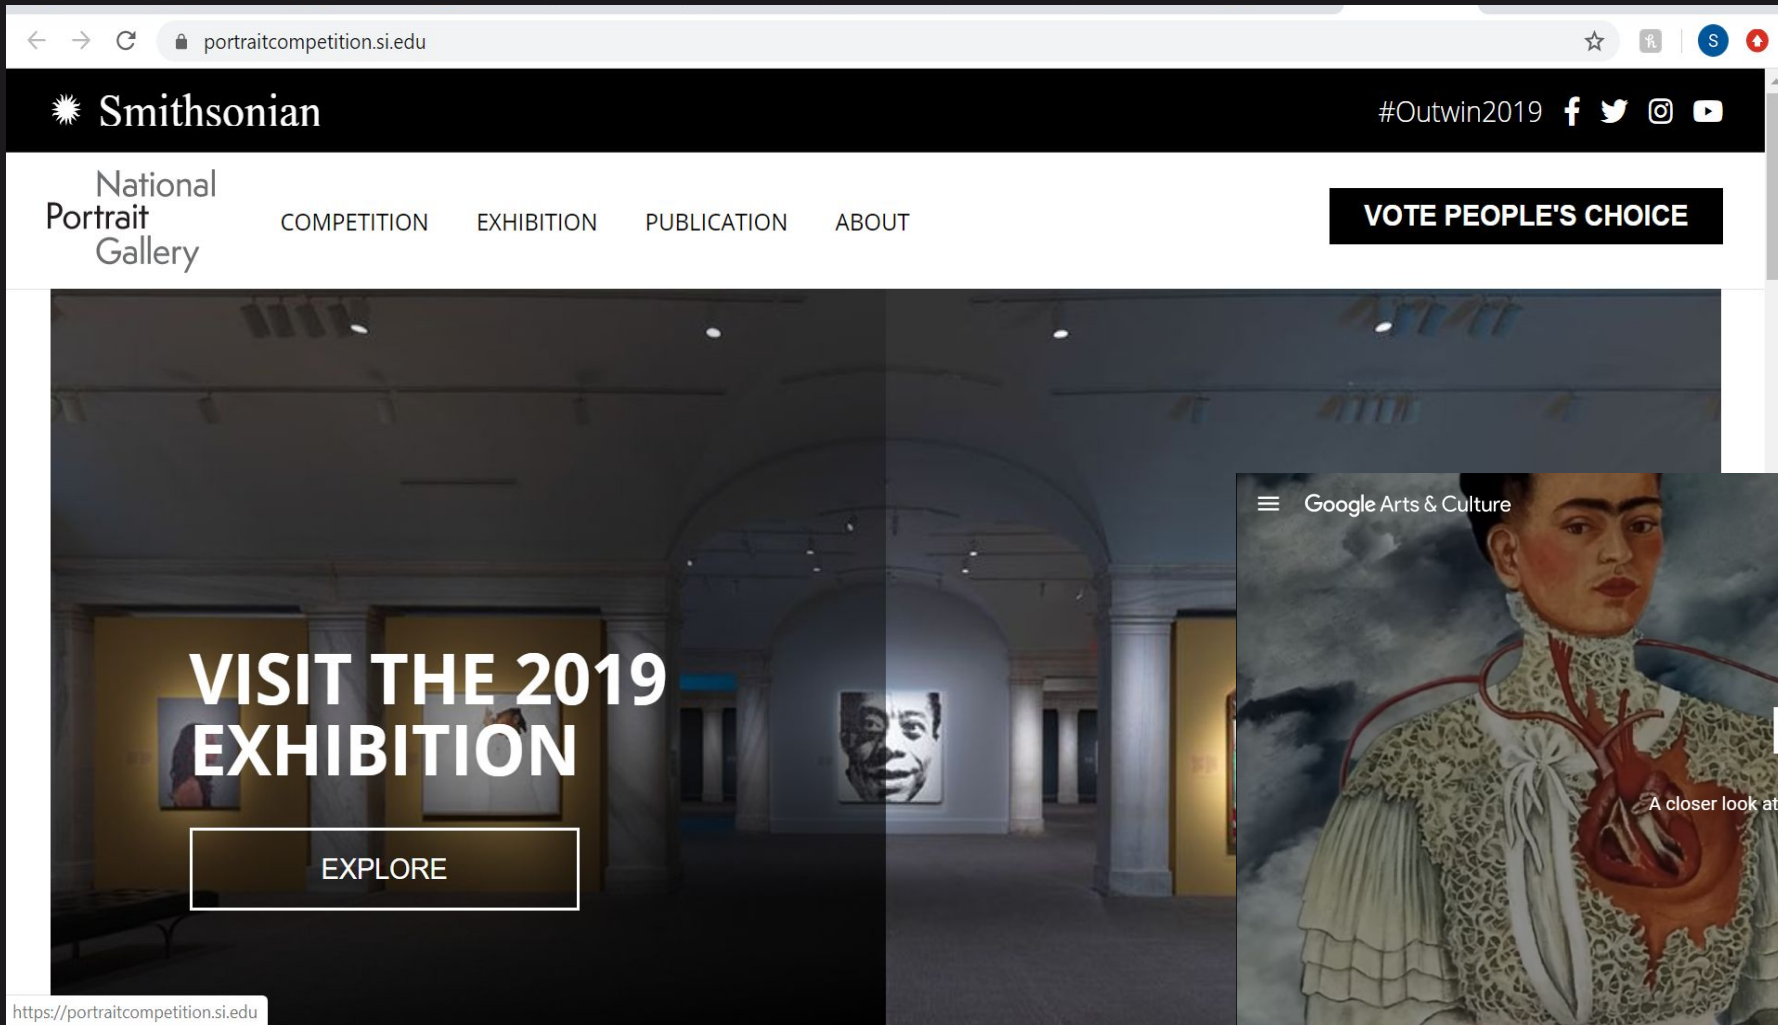 portraitcompetition.si.edu
S
Smithsonian
#Outwin2019
National
Portrait
Gallery
COMPETITION
EXHIBITION
PUBLICATION
ABOUT
VOTE PEOPLE'S CHOICE
VISIT THE 2019
EXHIBITION
EXPLORE
Google Arts & Culture
A closer look at
https://portraitcompetition.si.edu